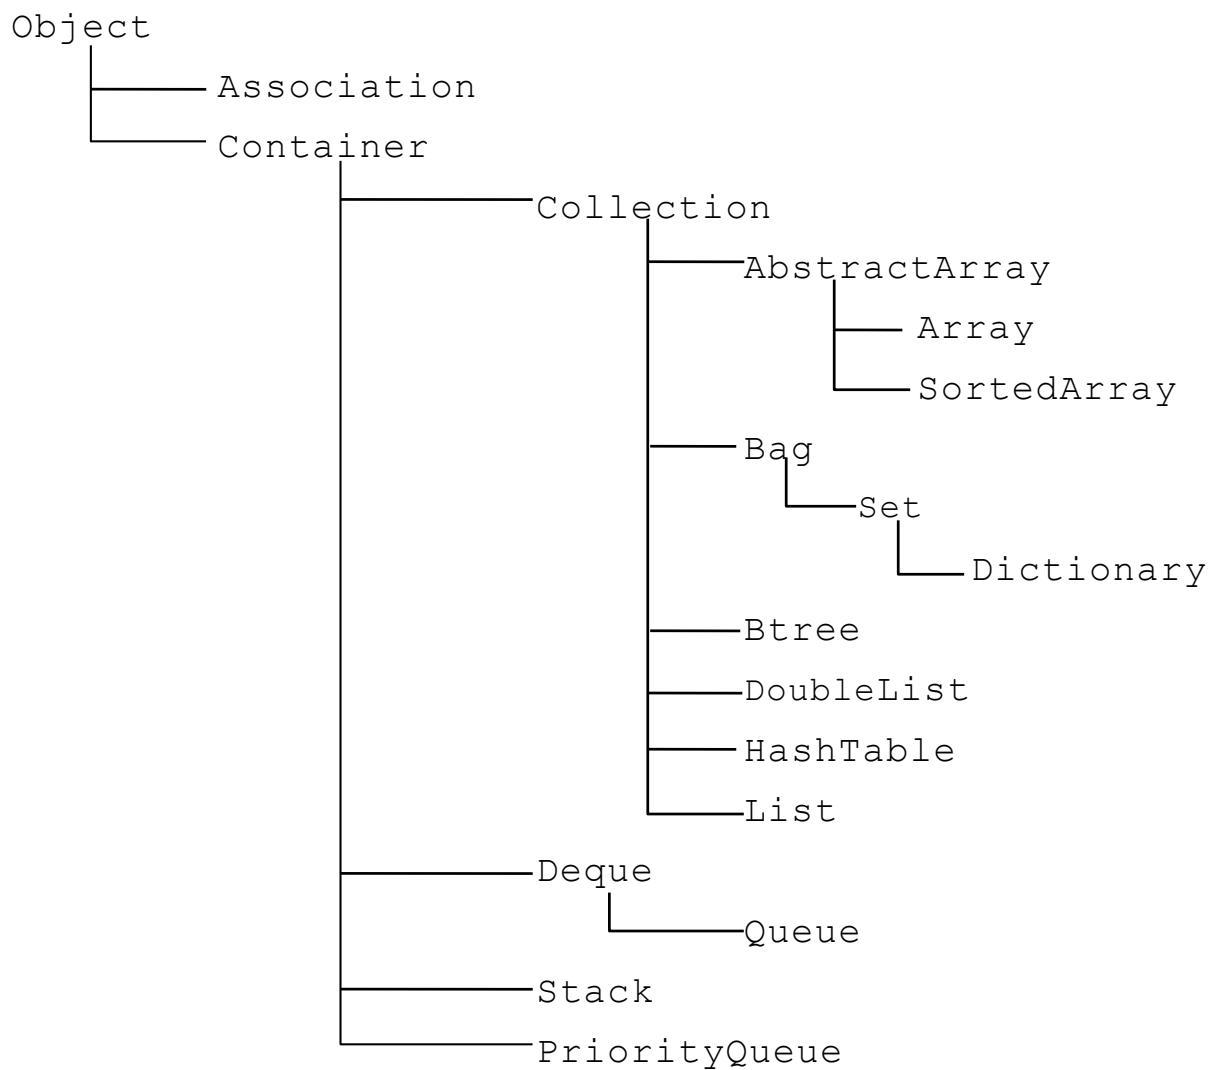 Object
Association
Container
Collection
AbstractArray
Array
SortedArray
Bag
Set
Dictionary
Btree
DoubleList
HashTable
List
Deque
Queue
Stack
PriorityQueue